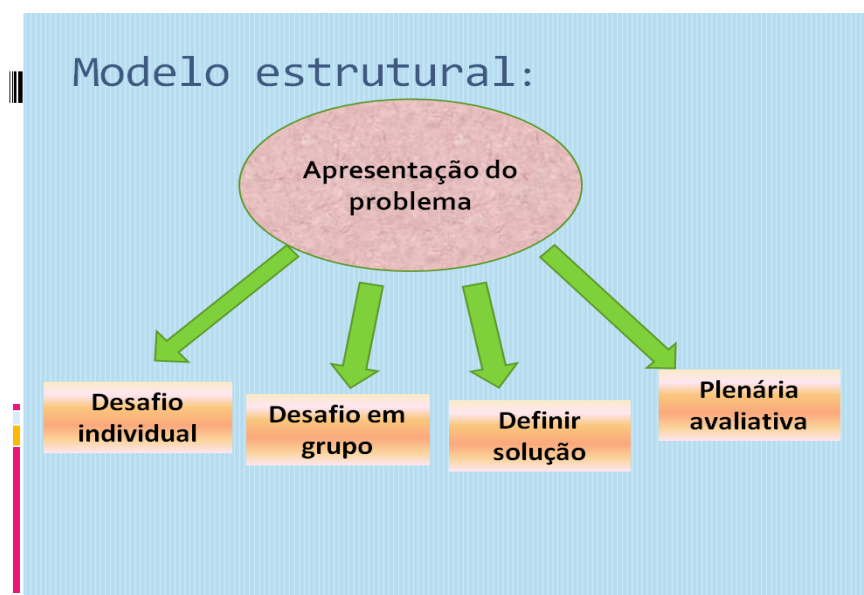 Modelo estrutural:
Apresentação do
problema
Desafio
individual
Desafio em
grupo
Definir
solução
Plenária
avaliativa